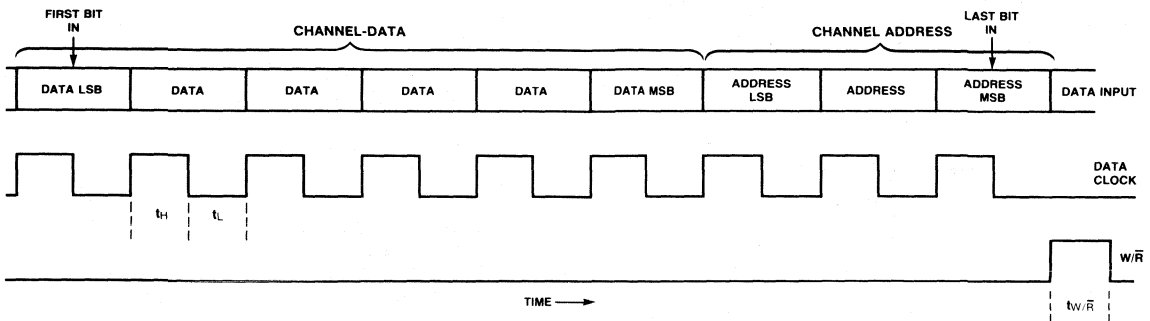 FIRST BIT
IN
CHANNEL-DATA
CHANNEL ADDRESS
LAST BIT
IN
DATA LSB
DATA
DATA
DATA
DATA
DATA MSB
ADDRESS
LSB
ADDRESS
ADDRESS
MSB
DATA INPUT
DATA
CLOCK
tH
tL
W/R̅
TIME
tW/R̅